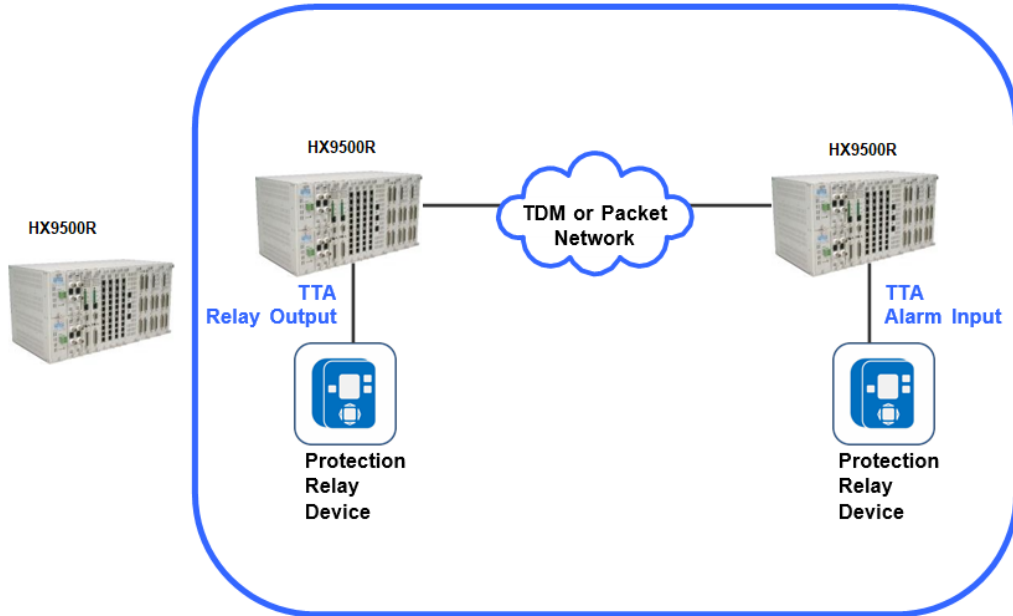 HX9500R
HX9500R
HX9500R
TDM or Packet
Network
TTA
Relay Output
TTA
Alarm Input
Protection
Relay
Device
Protection
Relay
Device